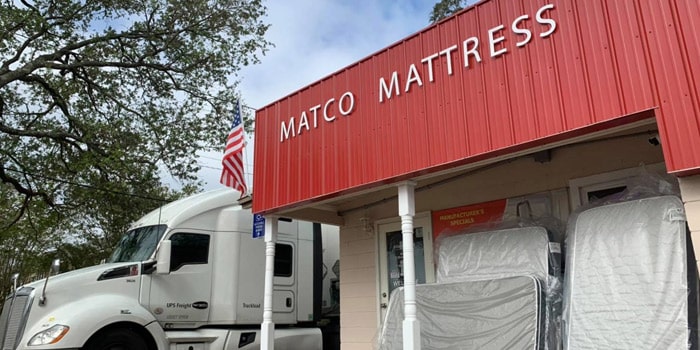 MATCO MATTRESS
MANUFACTURER'S
SPECIALS
UPS Freight